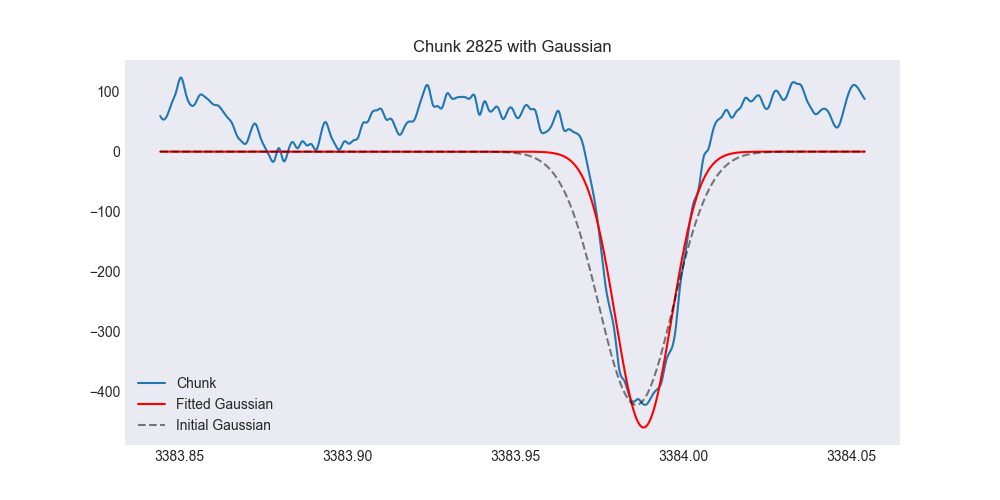 Chunk 2825 with Gaussian
100
0
−100
−200
−300
−400
Chunk
Fitted Gaussian
Initial Gaussian
3383.85 3383.90 3383.95 3384.00 3384.05